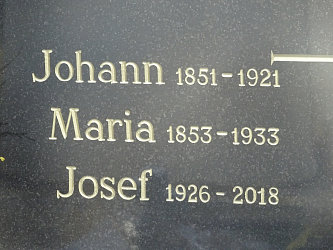 Johann 1851-1921
Maria 1853-1933
Josef 1926-2018